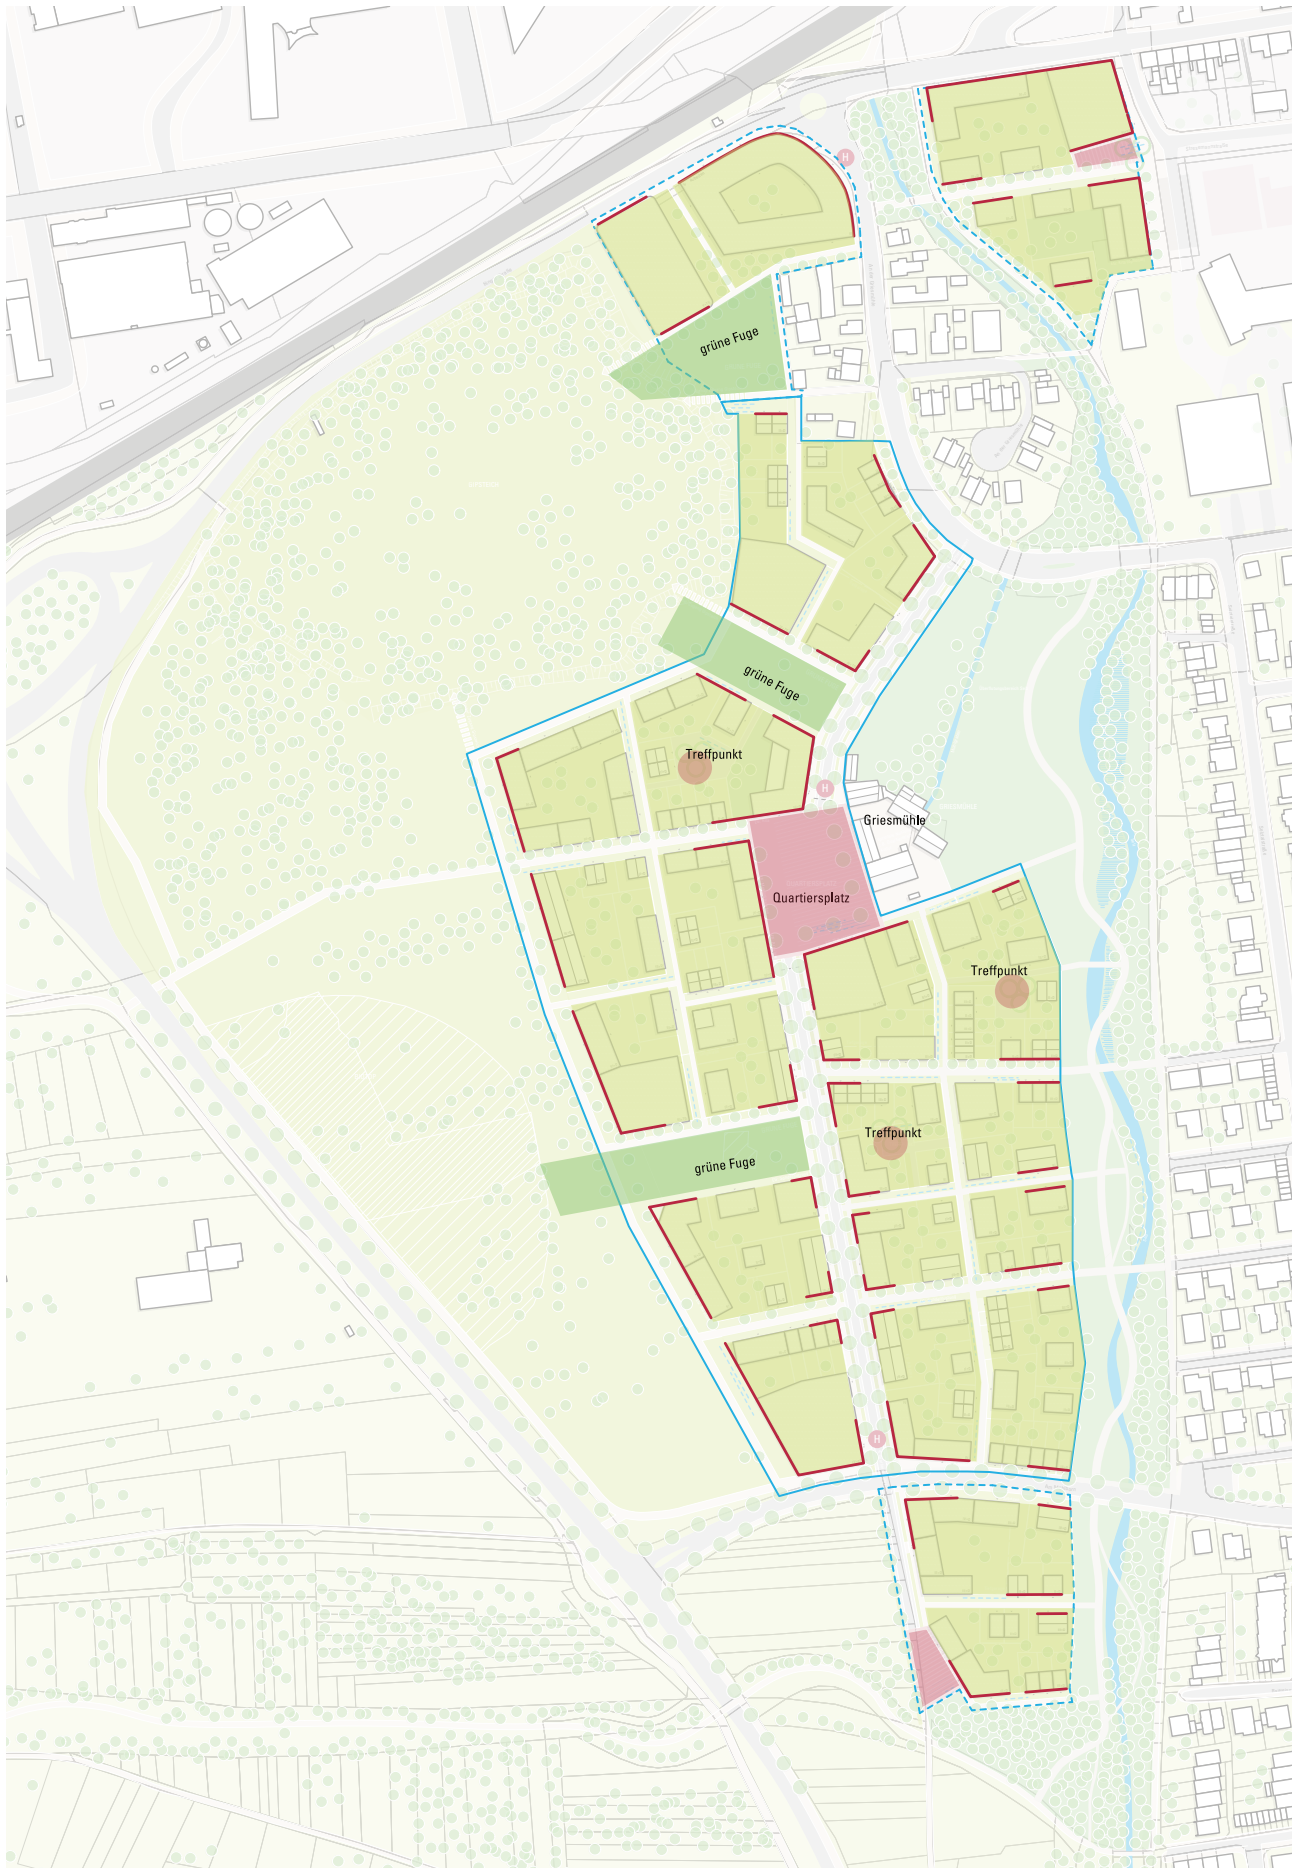 H
grüne Fuge
grüne Fuge
Treffpunkt
H
Griesmühle
Quartiersplatz
Treffpunkt
Treffpunkt
grüne Fuge
H